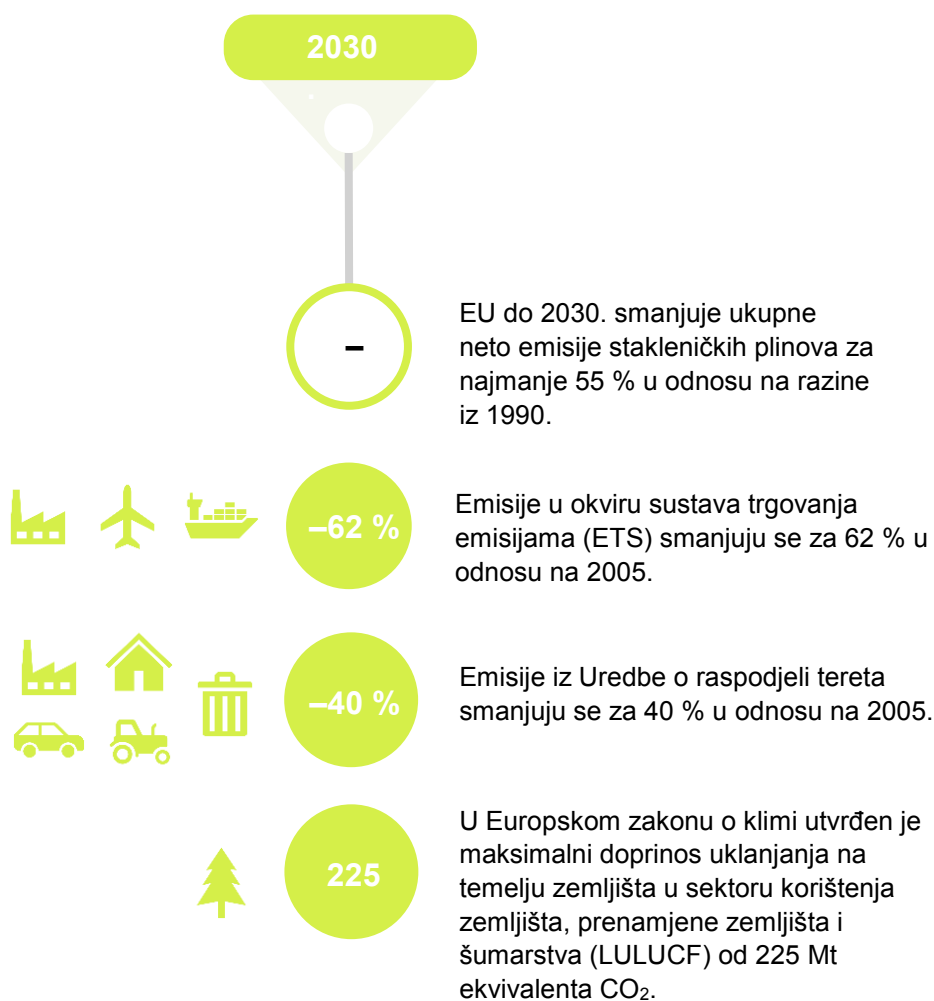 2030
–
EU do 2030. smanjuje ukupne
neto emisije stakleničkih plinova za
najmanje 55 % u odnosu na razine
iz 1990.
–62 %
Emisije u okviru sustava trgovanja
emisijama (ETS) smanjuju se za 62 % u
odnosu na 2005.
–40 %
Emisije iz Uredbe o raspodjeli tereta
smanjuju se za 40 % u odnosu na 2005.
225
U Europskom zakonu o klimi utvrđen je
maksimalni doprinos uklanjanja na
temelju zemljišta u sektoru korištenja
zemljišta, prenamjene zemljišta i
šumarstva (LULUCF) od 225 Mt
ekvivalenta CO₂.